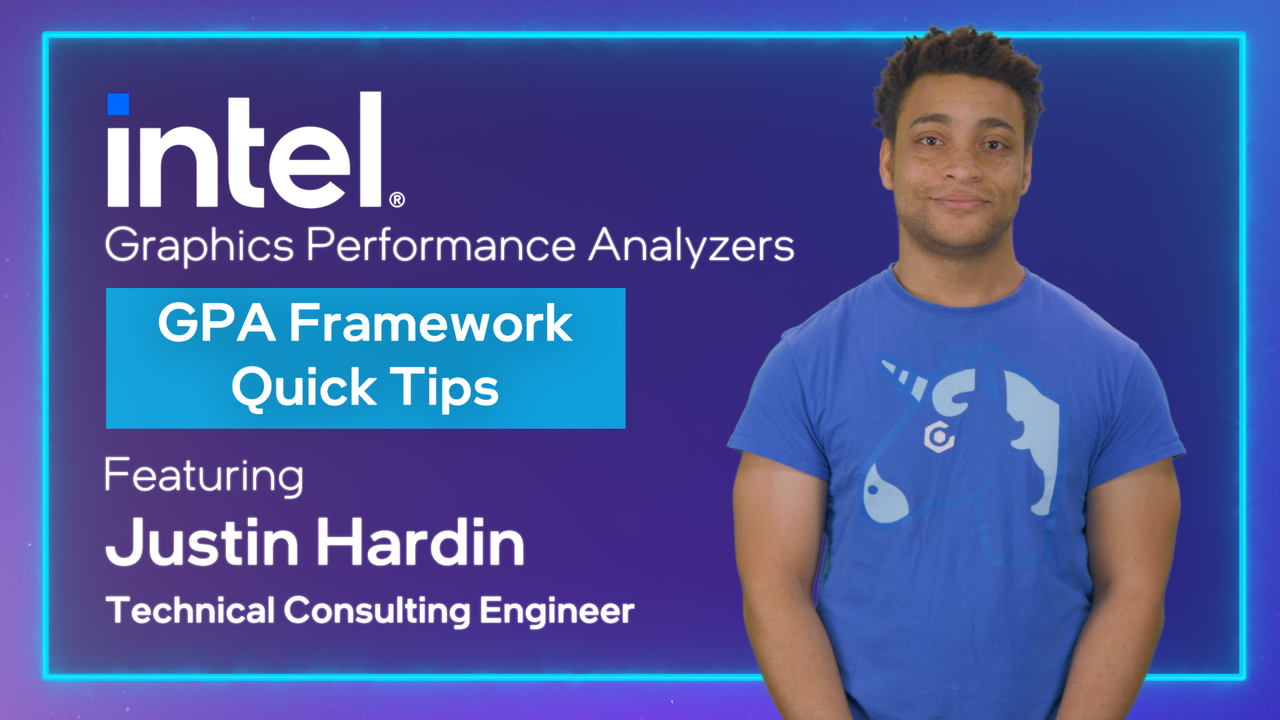 intel®
Graphics Performance Analyzers
GPA Framework
Quick Tips
Featuring
Justin Hardin
Technical Consulting Engineer